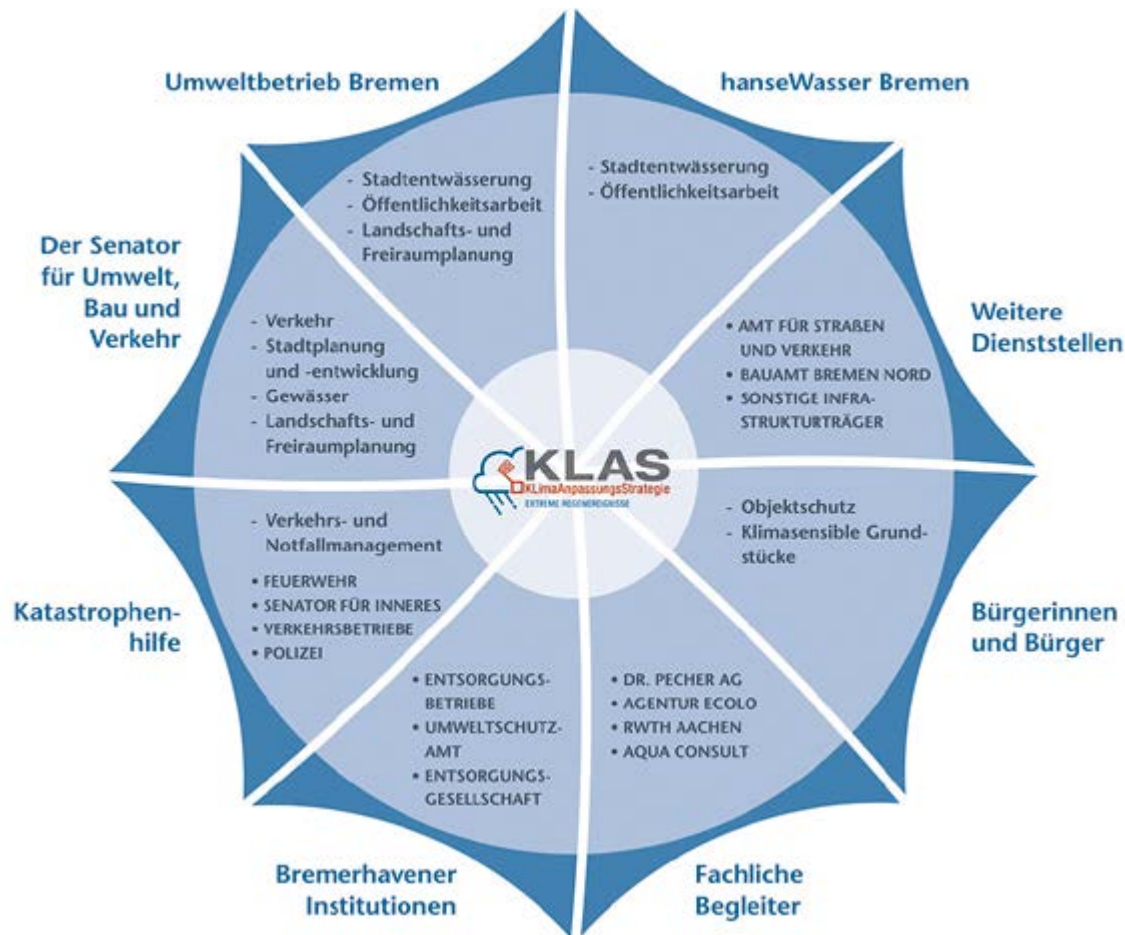 Umweltbetrieb Bremen
- Stadtentwässerung
- Öffentlichkeitsarbeit
- Landschafts- und
Freiraumplanung
hanseWasser Bremen
- Stadtentwässerung
- Öffentlichkeitsarbeit
Der Senator
für Umwelt,
Bau und
Verkehr
- Verkehr
- Stadtplanung
und -entwicklung
- Gewässer
- Landschafts- und
Freiraumplanung
Weitere
Dienststellen
• AMT FÜR STRAßEN
UND VERKEHR
• BAUAMT BREMEN NORD
• SONSTIGE INFRA-
STRUKTURTRÄGER
KLAS
KLimaAnpassungsStrategie
EXTREME REGENEREIGNISSE
Katastrophen-
hilfe
- Verkehrs- und
Notfallmanagement
• FEUERWEHR
• SENATOR FÜR INNERES
• VERKEHRSBETRIEBE
• POLIZEI
- Objektschutz
- Klimasensible Grund-
stücke
Bürgerinnen
und Bürger
• ENTSORGUNGS-
BETRIEBE
• UMWELTSCHUTZ-
AMT
• ENTSORGUNGS-
GESELLSCHAFT
Bremerhavener
Institutionen
• DR. PECHER AG
• AGENTUR ECOLO
• RWTH AACHEN
• AQUA CONSULT
Fachliche
Begleiter